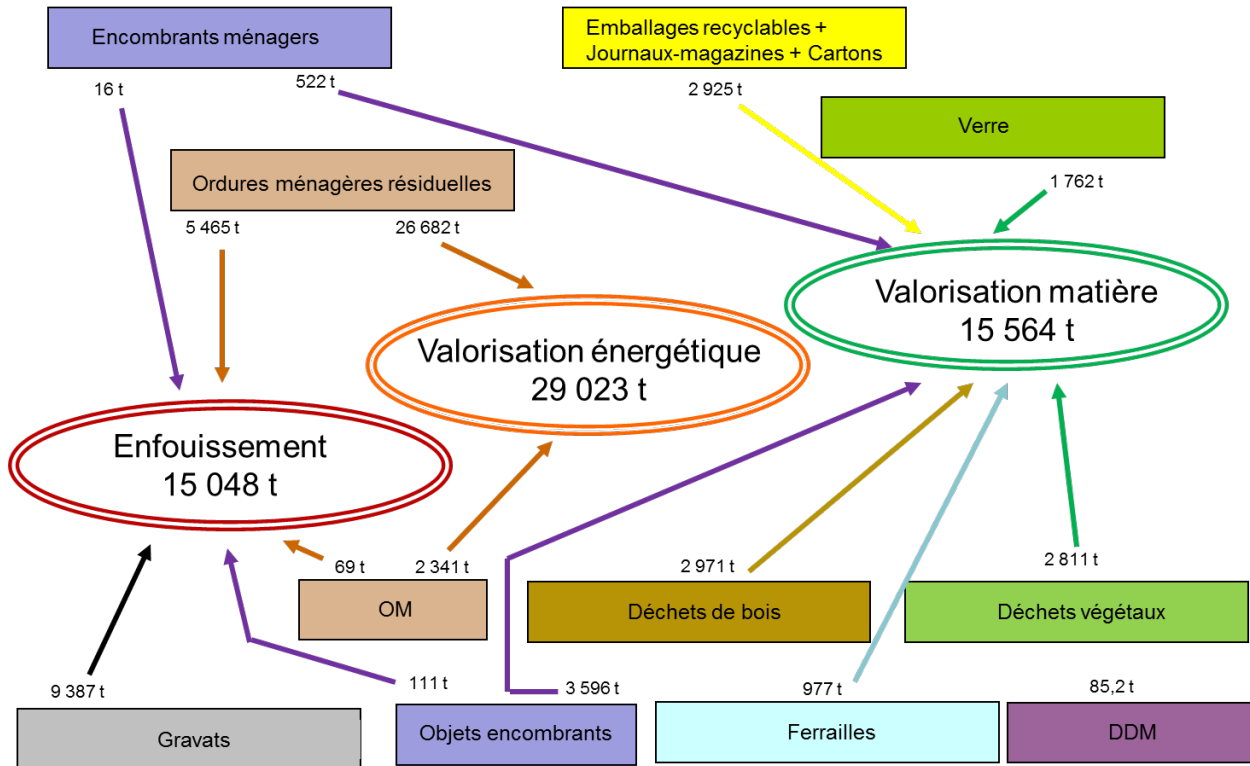 Encombrants ménagers
Emballages recyclables +
Journaux-magazines + Cartons
16 t
522 t
2 925 t
Verre
Ordures ménagères résiduelles
1 762 t
5 465 t
26 682 t
Valorisation matière
15 564 t
Valorisation énergétique
29 023 t
Enfouissement
15 048 t
69 t
2 341 t
2 971 t
2 811 t
OM
Déchets de bois
Déchets végétaux
9 387 t
111 t
3 596 t
977 t
85,2 t
Gravats
Objets encombrants
Ferrailles
DDM